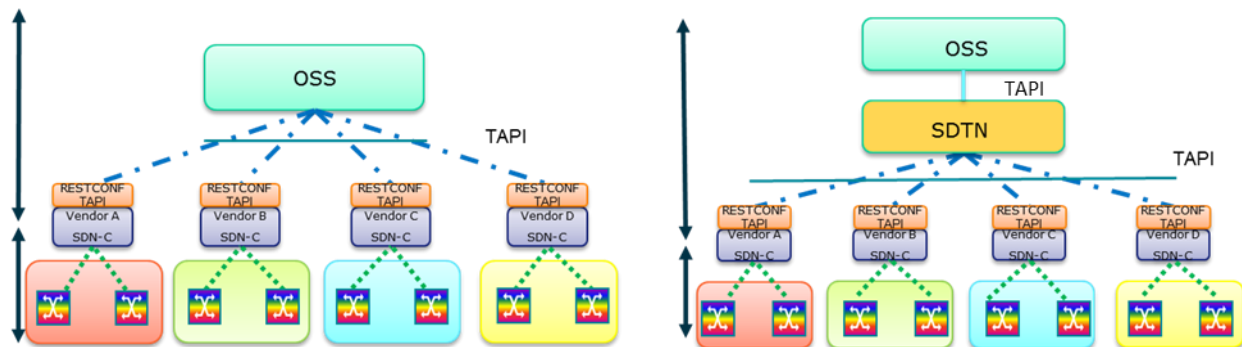 OSS
TAPI
RESTCONF
TAPI
Vendor A
SDN-C
RESTCONF
TAPI
Vendor B
SDN-C
RESTCONF
TAPI
Vendor C
SDN-C
RESTCONF
TAPI
Vendor D
SDN-C
OSS
TAPI
SDTN
TAPI
RESTCONF
TAPI
Vendor A
SDN-C
RESTCONF
TAPI
Vendor B
SDN-C
RESTCONF
TAPI
Vendor C
SDN-C
RESTCONF
TAPI
Vendor D
SDN-C